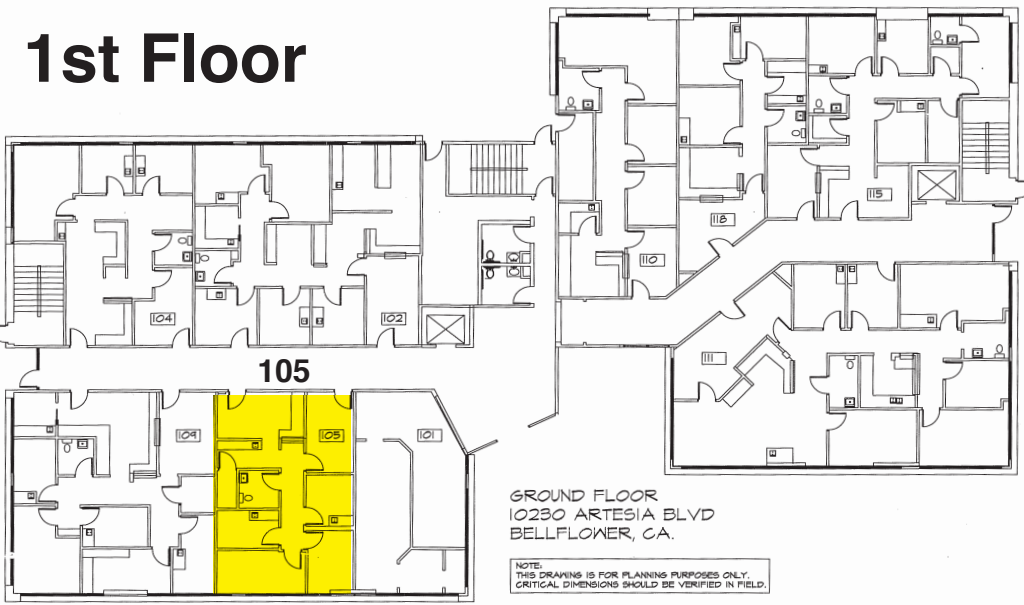 1st Floor
118
115
110
104
102
111
105
109
105
101
GROUND FLOOR
10230 ARTESIA BLVD
BELLFLOWER, CA.
NOTE:
THIS DRAWING IS FOR PLANNING PURPOSES ONLY.
CRITICAL DIMENSIONS SHOULD BE VERIFIED IN FIELD.